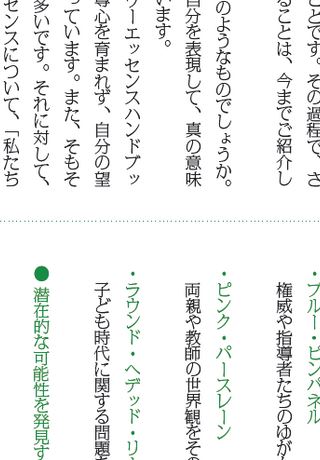 ことです。その過程で、さ
ることは、今までご紹介し
のようなものでしょうか。
自分を表現して、真の意味
います。
ワーエッセンスハンドブッ
尊心を育まれず、自分の望
っています。また、そもそ
多いです。それに対して、
センスについて、「私たち
・ブルー・ピンパネル
権威や指導者たちのゆが
・ピンク・パースレーン
両親や教師の世界観をその
・ラウンド・ヘデッド・リ
子ども時代に関する問題
●潜在的な可能性を発見す